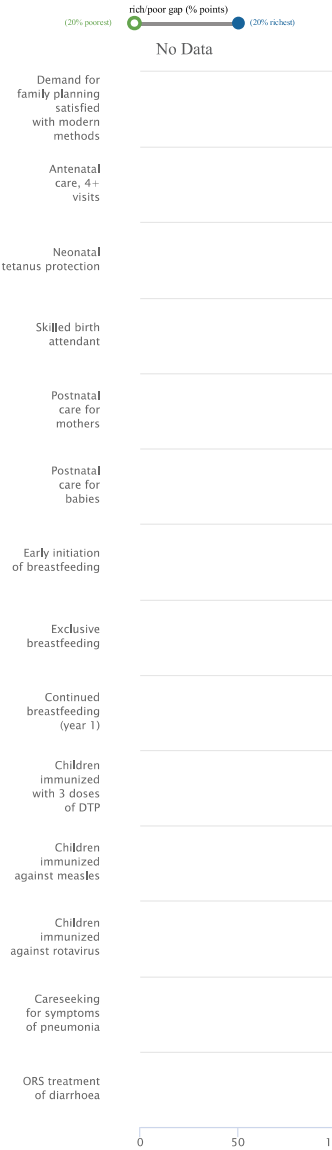 rich/poor gap (% points)
(20% poorest) (20% richest)
No Data
Demand for
family planning
satisfied
with modern
methods
Antenatal
care, 4+
visits
Neonatal
tetanus protection
Skilled birth
attendant
Postnatal
care for
mothers
Postnatal
care for
babies
Early initiation
of breastfeeding
Exclusive
breastfeeding
Continued
breastfeeding
(year 1)
Children
immunized
with 3 doses
of DTP
Children
immunized
against measles
Children
immunized
against rotavirus
Careseeking
for symptoms
of pneumonia
ORS treatment
of diarrhoea
0 50